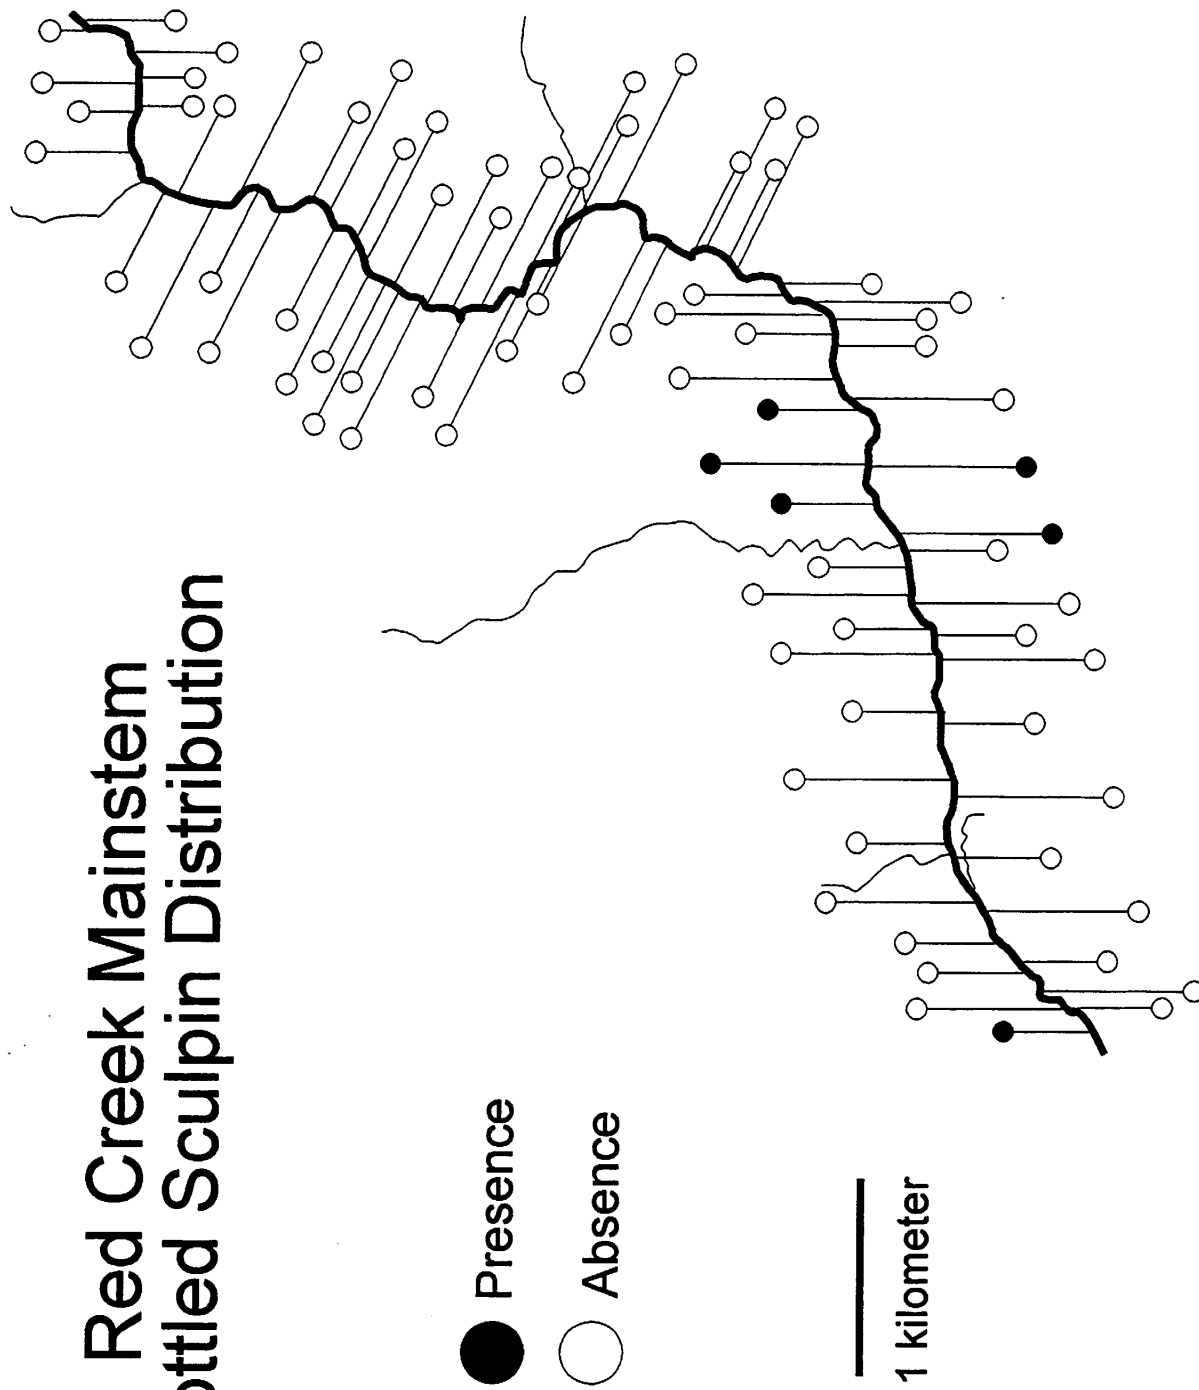 Red Creek Mainstem
ottled Sculpin Distribution
Presence
Absence
1 kilometer